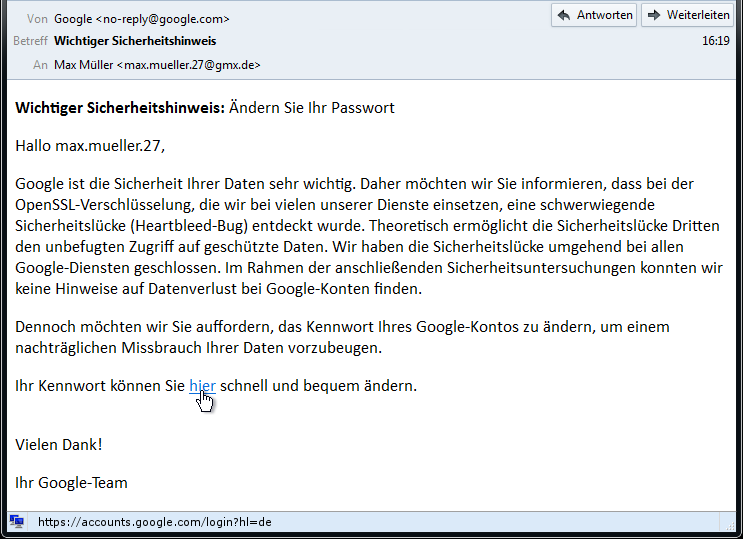 Von Google <no-reply@google.com>
Antworten
Weiterleiten
Betreff Wichtiger Sicherheitshinweis
16:19
An Max Müller <max.mueller.27@gmx.de>
Wichtiger Sicherheitshinweis: Ändern Sie Ihr Passwort
Hallo max.mueller.27,
Google ist die Sicherheit Ihrer Daten sehr wichtig. Daher möchten wir Sie informieren, dass bei der
OpenSSL-Verschlüsselung, die wir bei vielen unserer Dienste einsetzen, eine schwerwiegende
Sicherheitslücke (Heartbleed-Bug) entdeckt wurde. Theoretisch ermöglicht die Sicherheitslücke Dritten
den unbefugten Zugriff auf geschützte Daten. Wir haben die Sicherheitslücke umgehend bei allen
Google-Diensten geschlossen. Im Rahmen der anschließenden Sicherheitsuntersuchungen konnten wir
keine Hinweise auf Datenverlust bei Google-Konten finden.
Dennoch möchten wir Sie auffordern, das Kennwort Ihres Google-Kontos zu ändern, um einem
nachträglichen Missbrauch Ihrer Daten vorzubeugen.
Ihr Kennwort können Sie hier schnell und bequem ändern.
Vielen Dank!
Ihr Google-Team
https://accounts.google.com/login?hl=de